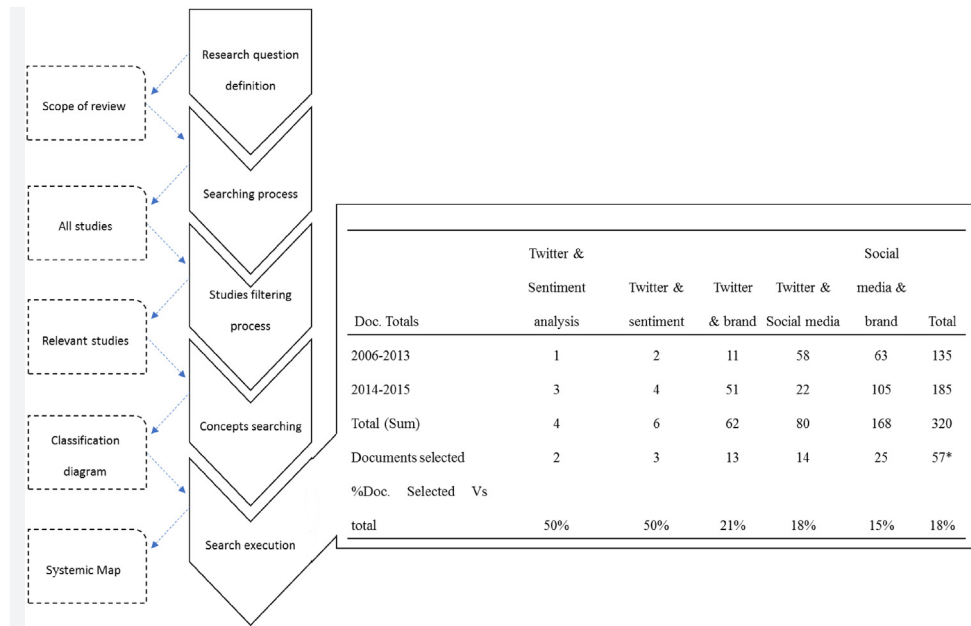 Research question
definition
Scope of review
Searching process
All studies
Studies filtering
process
Relevant studies
Concepts searching
Classification
diagram
Search execution
Systemic Map
Twitter & Social
Sentiment Twitter & Twitter Twitter & media &
Doc. Totals analysis sentiment & brand Social media brand Total
2006-2013 1 2 11 58 63 135
2014-2015 3 4 51 22 105 185
Total (Sum) 4 6 62 80 168 320
Documents selected 2 3 13 14 25 57*
%Doc. Selected Vs
total 50% 50% 21% 18% 15% 18%